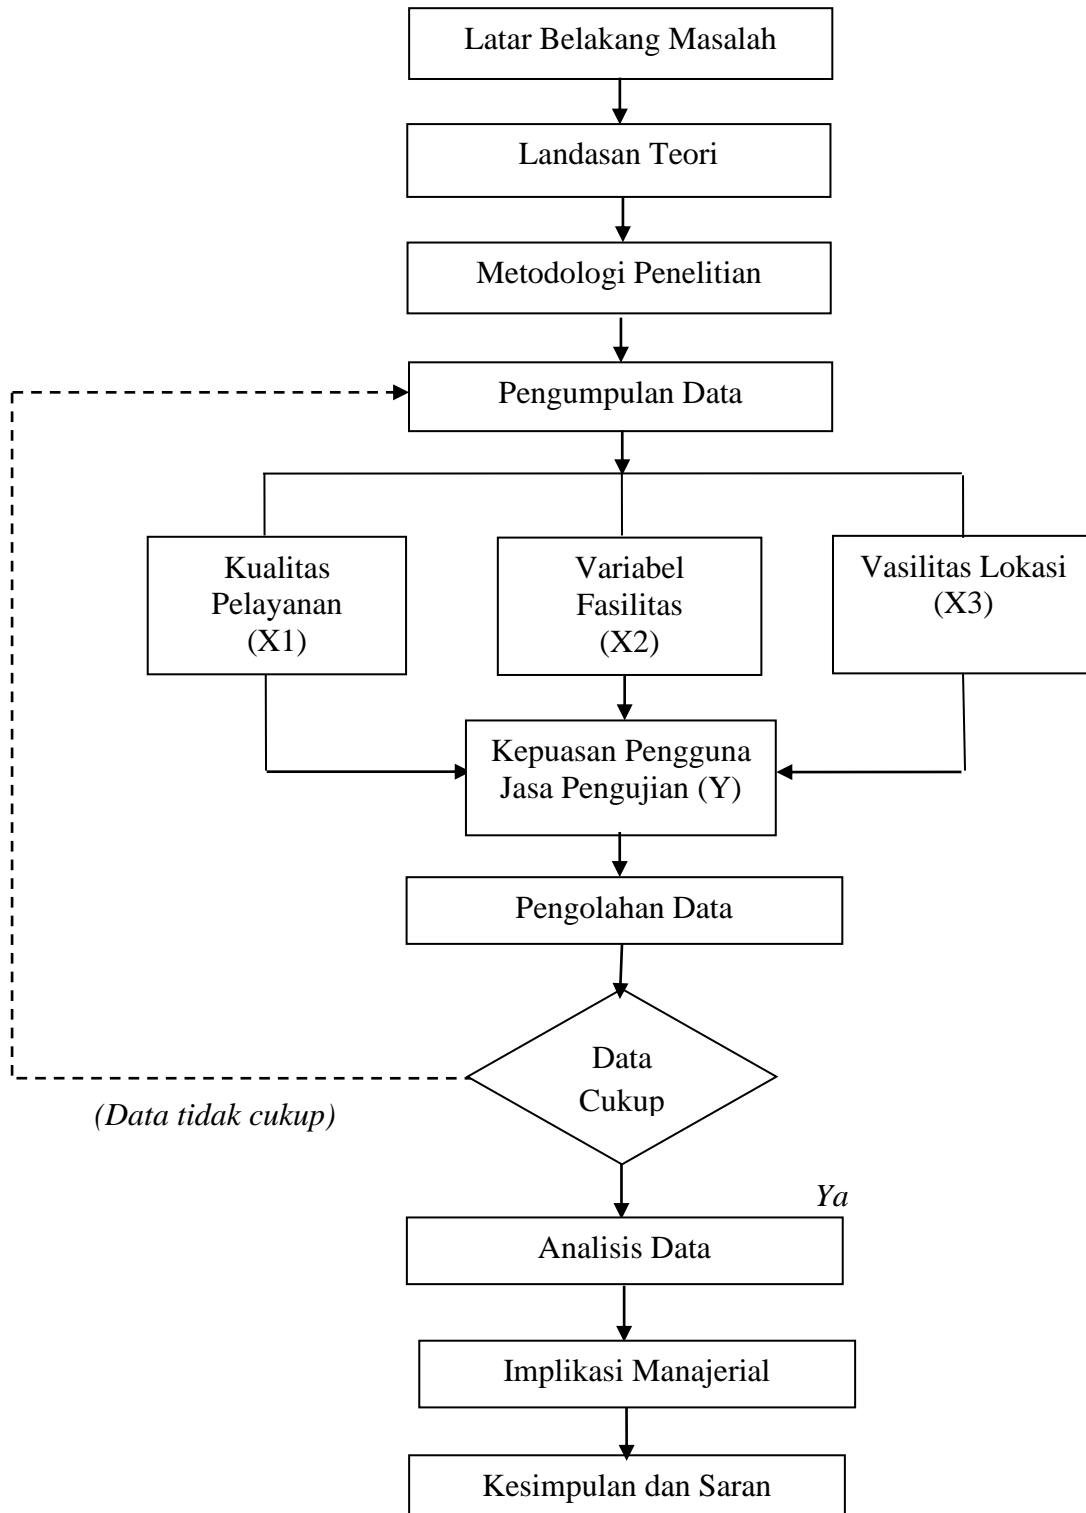 Latar Belakang Masalah
Landasan Teori
Metodologi Penelitian
Pengumpulan Data
Kualitas
Pelayanan
(X1)
Variabel
Fasilitas
(X2)
Vasilitas Lokasi
(X3)
Kepuasan Pengguna
Jasa Pengujian (Y)
Pengolahan Data
Data
Cukup
(Data tidak cukup)
Ya
Analisis Data
Implikasi Manajerial
Kesimpulan dan Saran